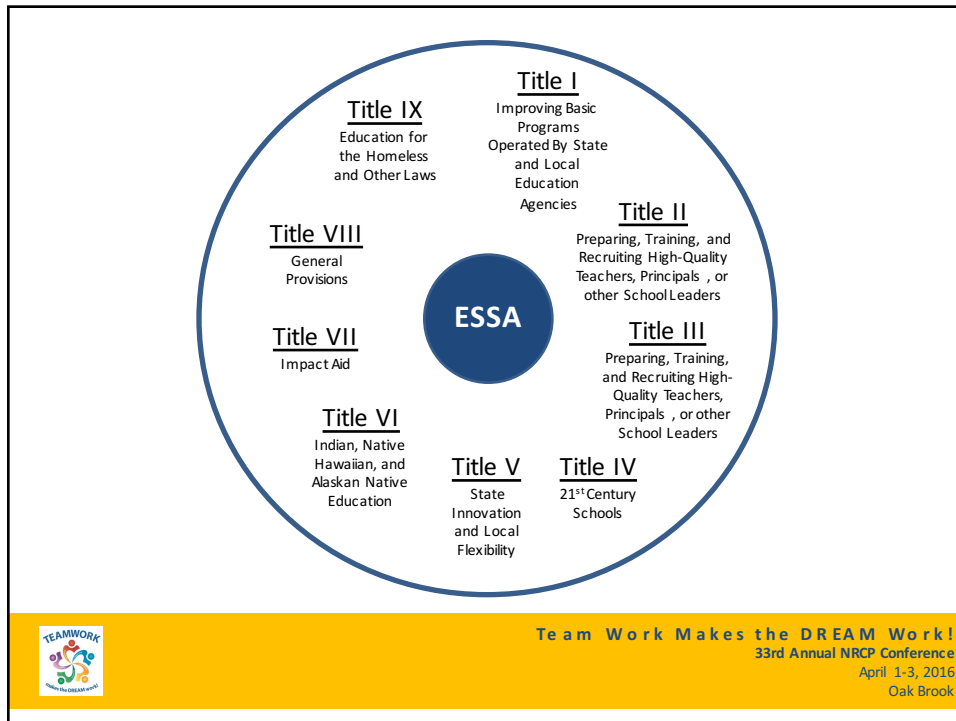 Title I
Improving Basic
Programs
Operated By State
and Local
Education
Agencies
Title II
Preparing, Training, and
Recruiting High-Quality
Teachers, Principals , or
other School Leaders
Title III
Preparing, Training,
and Recruiting High-
Quality Teachers,
Principals , or other
School Leaders
Title IV
21st Century
Schools
Title V
State
Innovation
and Local
Flexibility
Title VI
Indian, Native
Hawaiian, and
Alaskan Native
Education
Title VII
Impact Aid
Title VIII
General
Provisions
Title IX
Education for
the Homeless
and Other Laws
ESSA
TEAMWORK
makes the DREAM work!
Team Work Makes the DREAM Work!
33rd Annual NRCP Conference
April 1-3, 2016
Oak Brook